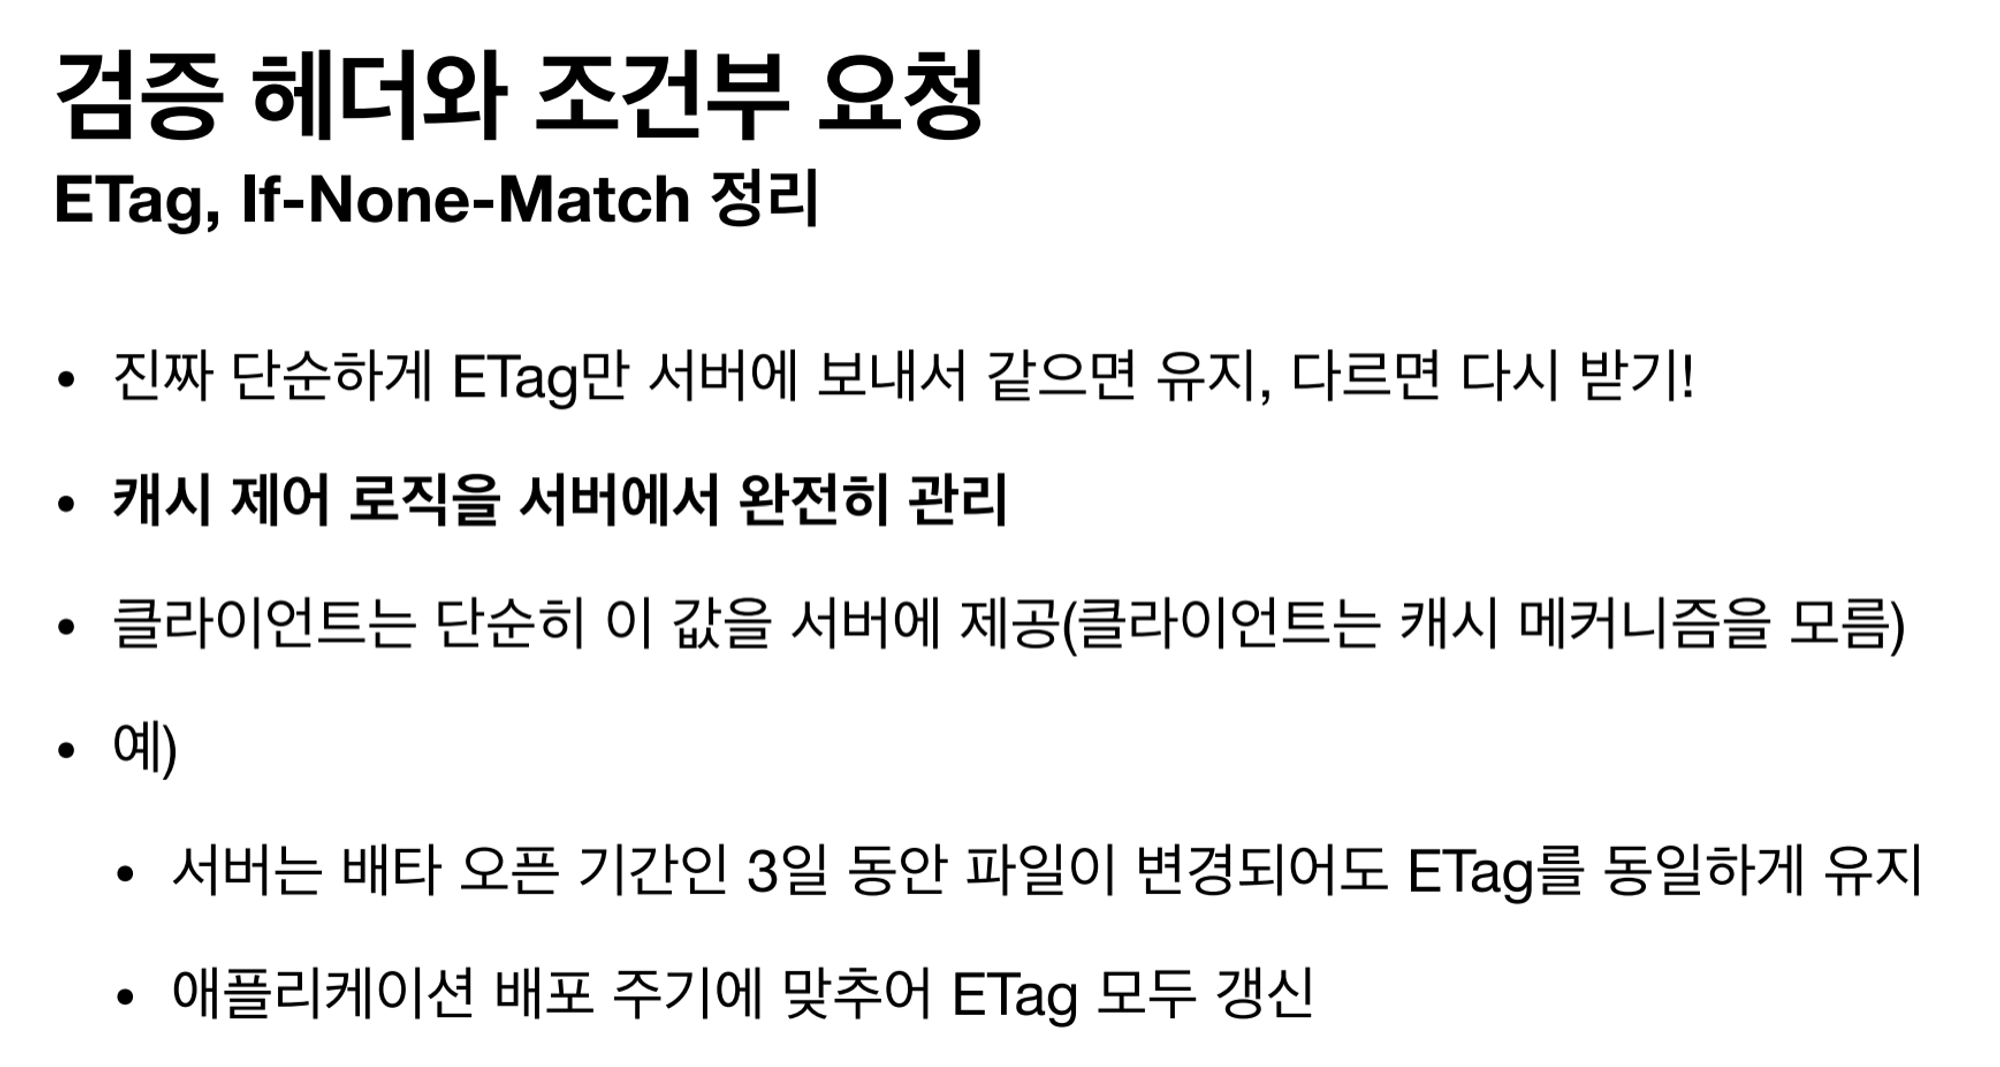 검증 헤더와 조건부 요청
ETag, If-None-Match 정리
• 진짜 단순하게 ETag만 서버에 보내서 같으면 유지, 다르면 다시 받기!
• 캐시 제어 로직을 서버에서 완전히 관리
• 클라이언트는 단순히 이 값을 서버에 제공(클라이언트는 캐시 메커니즘을 모름)
• 예)
• 서버는 배타 오픈 기간인 3일 동안 파일이 변경되어도 ETag를 동일하게 유지
• 애플리케이션 배포 주기에 맞추어 ETag 모두 갱신